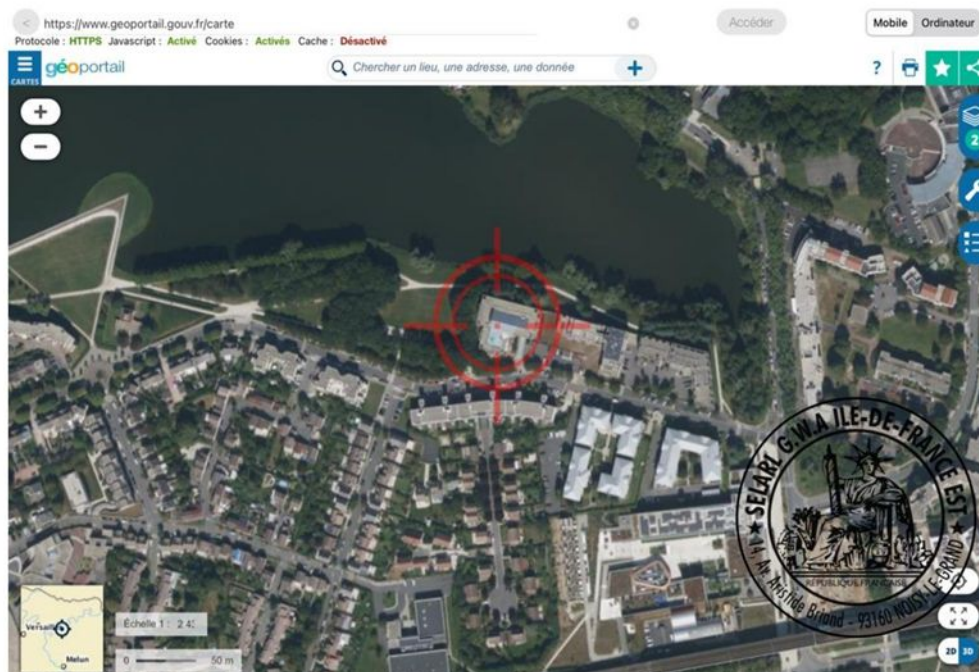 https://www.geoportail.gouv.fr/carte
Accéder
Mobile Ordinateur
Protocole : HTTPS Javascript : Activé Cookies : Activés Cache : Désactivé
CARTES
géoportail
Chercher un lieu, une adresse, une donnée
?
2
SELARL G.W.A ILE-DE-FRANCE EST
RÉPUBLIQUE FRANÇAISE
14 Av. Aristide Briand - 93160 NOISY-LE-GRAND
Melun
Échelle 1 :
0 50 m
2D 3D